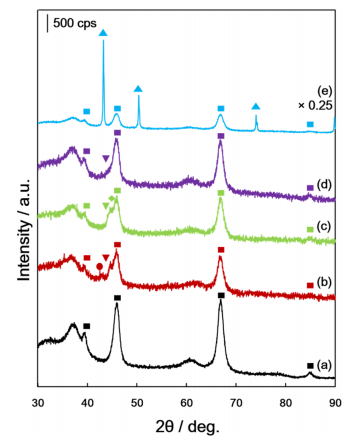 500 cps
(e)
× 0.25
(d)
(c)
(b)
(a)
Intensity / a.u.
30 40 50 60 70 80 90
2θ / deg.